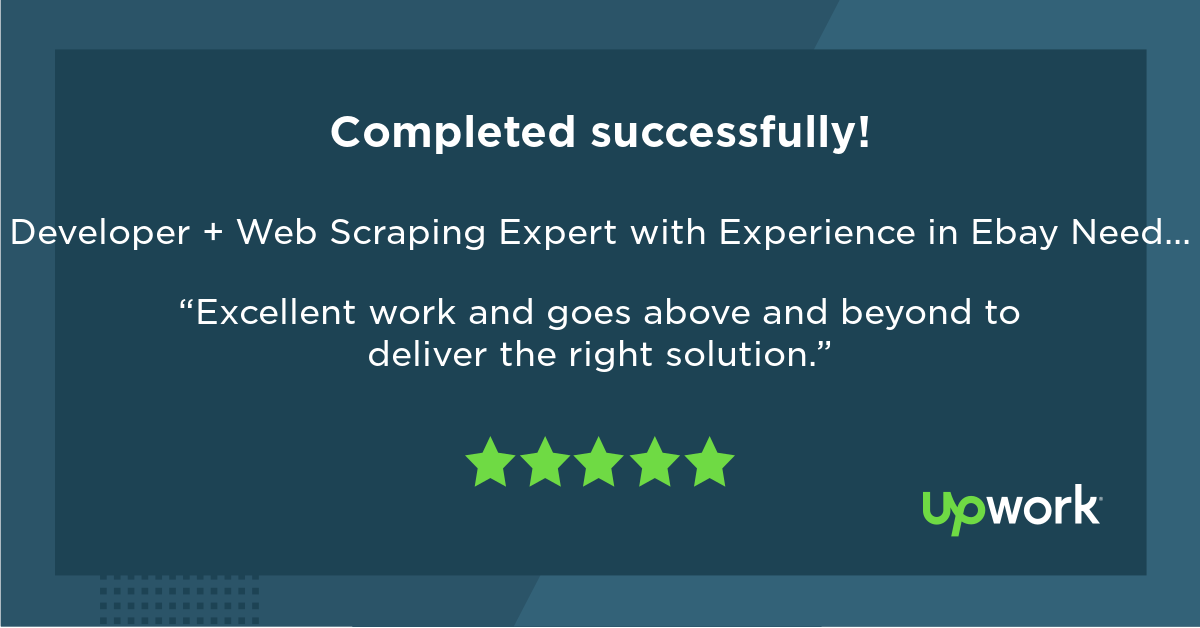 Completed successfully!
Developer + Web Scraping Expert with Experience in Ebay Need...
“Excellent work and goes above and beyond to
deliver the right solution.”
upwork